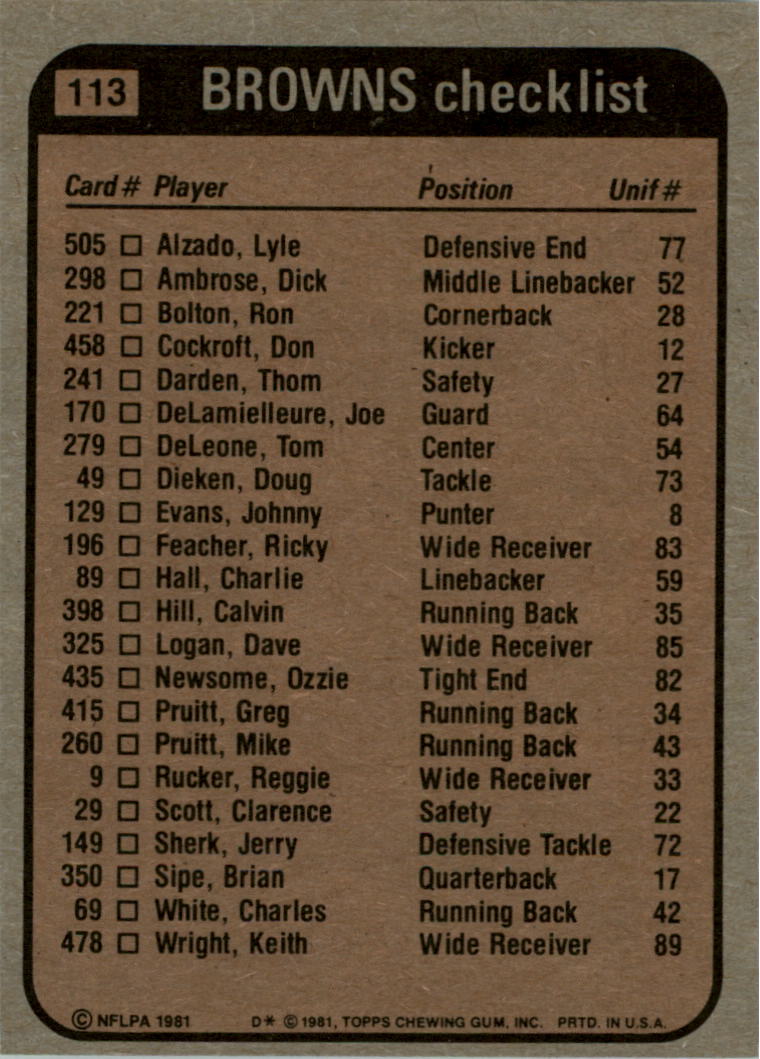 113 BROWNS checklist
Card # Player Position Unif #
505 □ Alzado, Lyle Defensive End 77
298 □ Ambrose, Dick Middle Linebacker 52
221 □ Bolton, Ron Cornerback 28
458 □ Cockroft, Don Kicker 12
241 □ Darden, Thom Safety 27
170 □ DeLamielleure, Joe Guard 64
279 □ DeLeone, Tom Center 54
49 □ Dieken, Doug Tackle 73
129 □ Evans, Johnny Punter 8
196 □ Feacher, Ricky Wide Receiver 83
89 □ Hall, Charlie Linebacker 59
398 □ Hill, Calvin Running Back 35
325 □ Logan, Dave Wide Receiver 85
435 □ Newsome, Ozzie Tight End 82
415 □ Pruitt, Greg Running Back 34
260 □ Pruitt, Mike Running Back 43
9 □ Rucker, Reggie Wide Receiver 33
29 □ Scott, Clarence Safety 22
149 □ Sherk, Jerry Defensive Tackle 72
350 □ Sipe, Brian Quarterback 17
69 □ White, Charles Running Back 42
478 □ Wright, Keith Wide Receiver 89
© NFLPA 1981 D* © 1981, TOPPS CHEWING GUM, INC. PRTD. IN U.S.A.